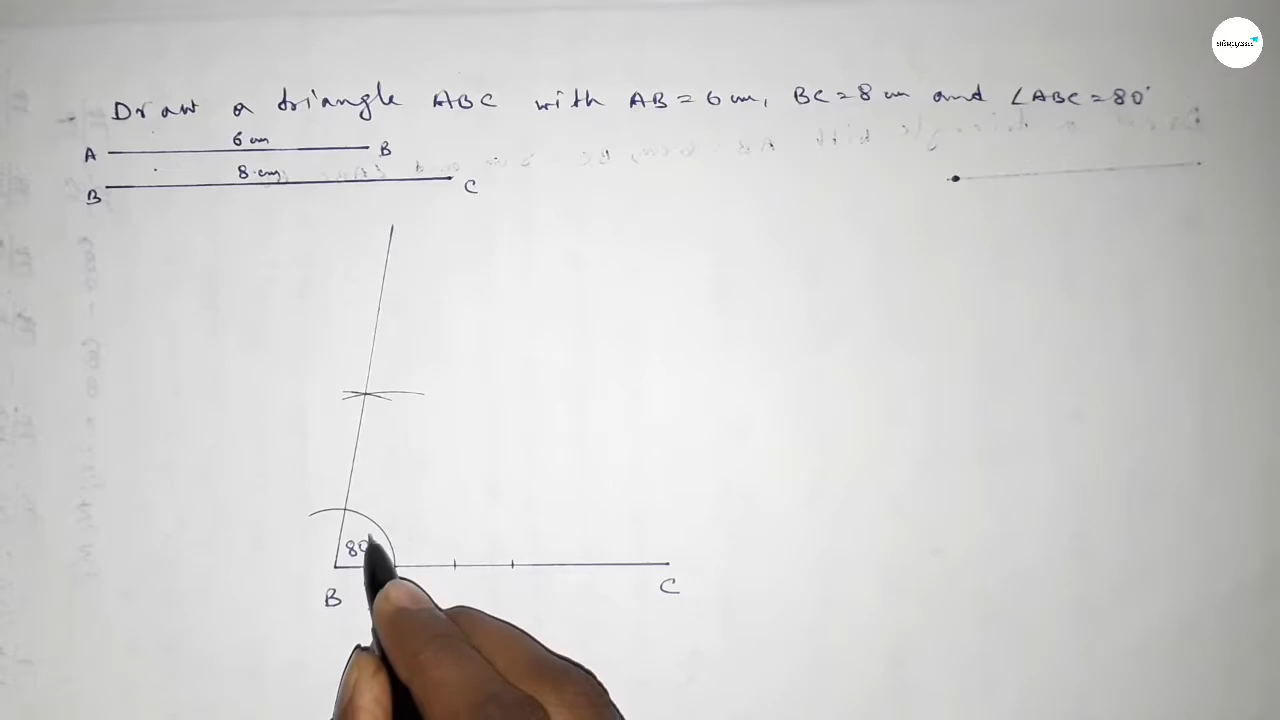 Draw a triangle ABC with AB = 6 cm, BC = 8 cm and ∠ABC = 80°
6 cm
A B
8 cm
B C
80
B C